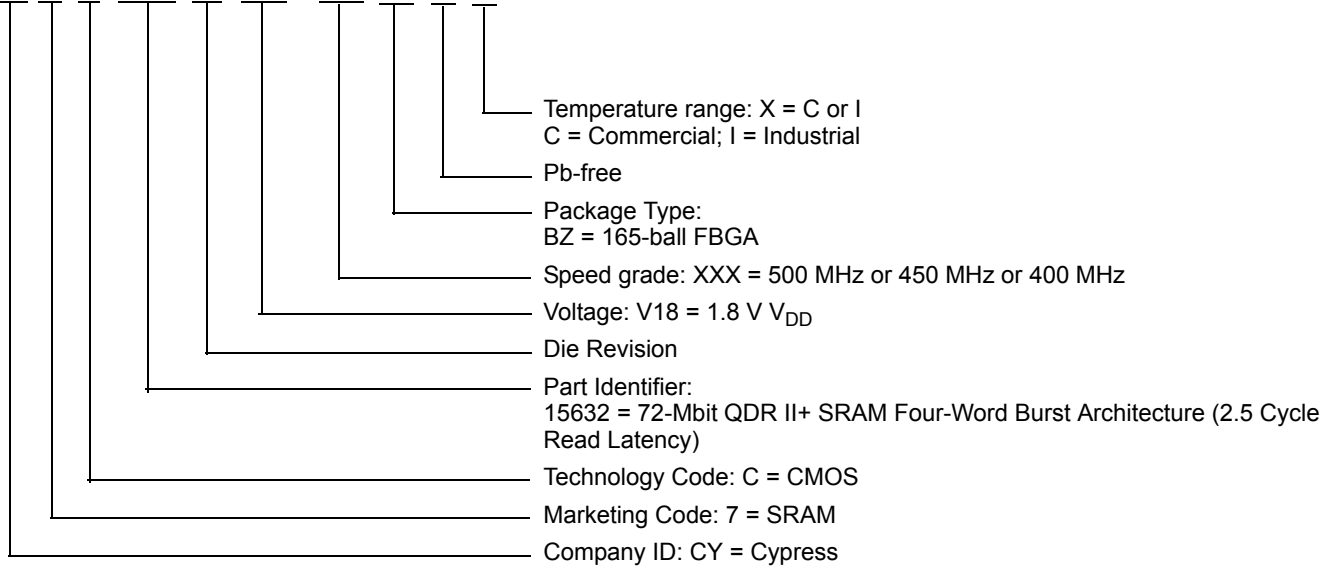 Temperature range: X = C or I
C = Commercial; I = Industrial
Pb-free
Package Type:
BZ = 165-ball FBGA
Speed grade: XXX = 500 MHz or 450 MHz or 400 MHz
Voltage: V18 = 1.8 V VDD
Die Revision
Part Identifier:
15632 = 72-Mbit QDR II+ SRAM Four-Word Burst Architecture (2.5 Cycle
Read Latency)
Technology Code: C = CMOS
Marketing Code: 7 = SRAM
Company ID: CY = Cypress